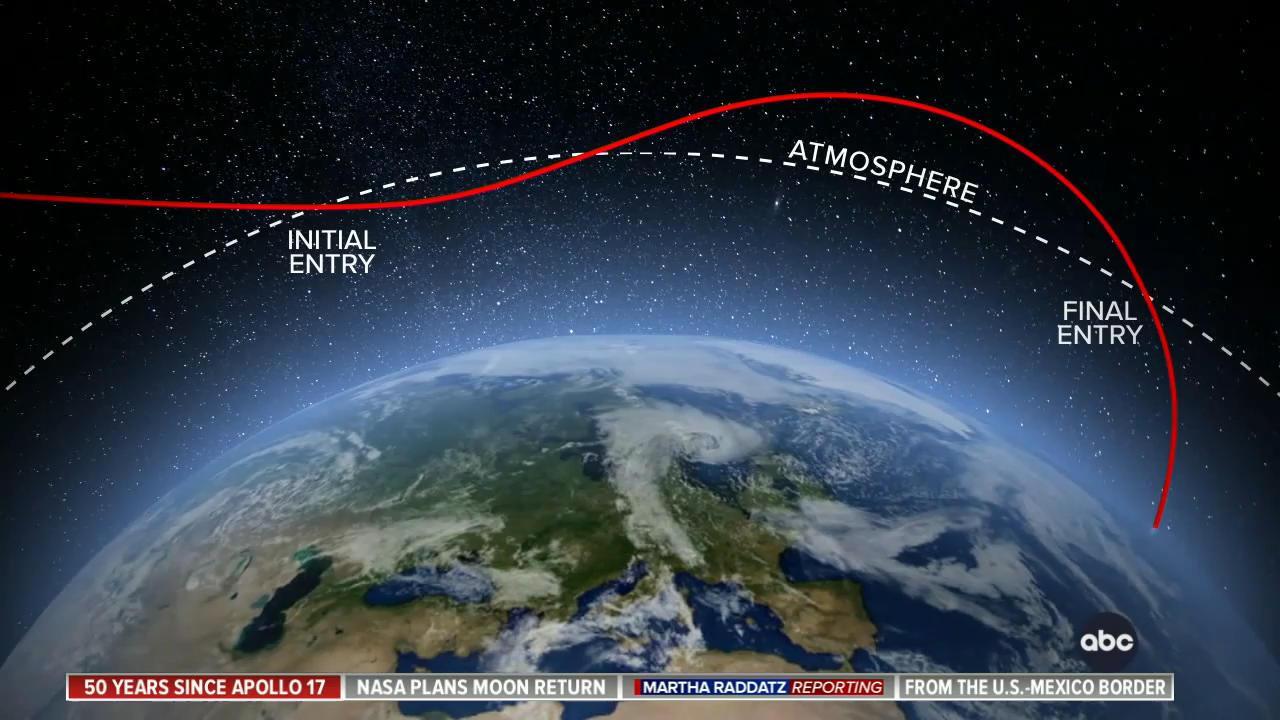 ATMOSPHERE
INITIAL
ENTRY
FINAL
ENTRY
abc
50 YEARS SINCE APOLLO 17
NASA PLANS MOON RETURN
MARTHA RADDATZ REPORTING
FROM THE U.S.-MEXICO BORDER